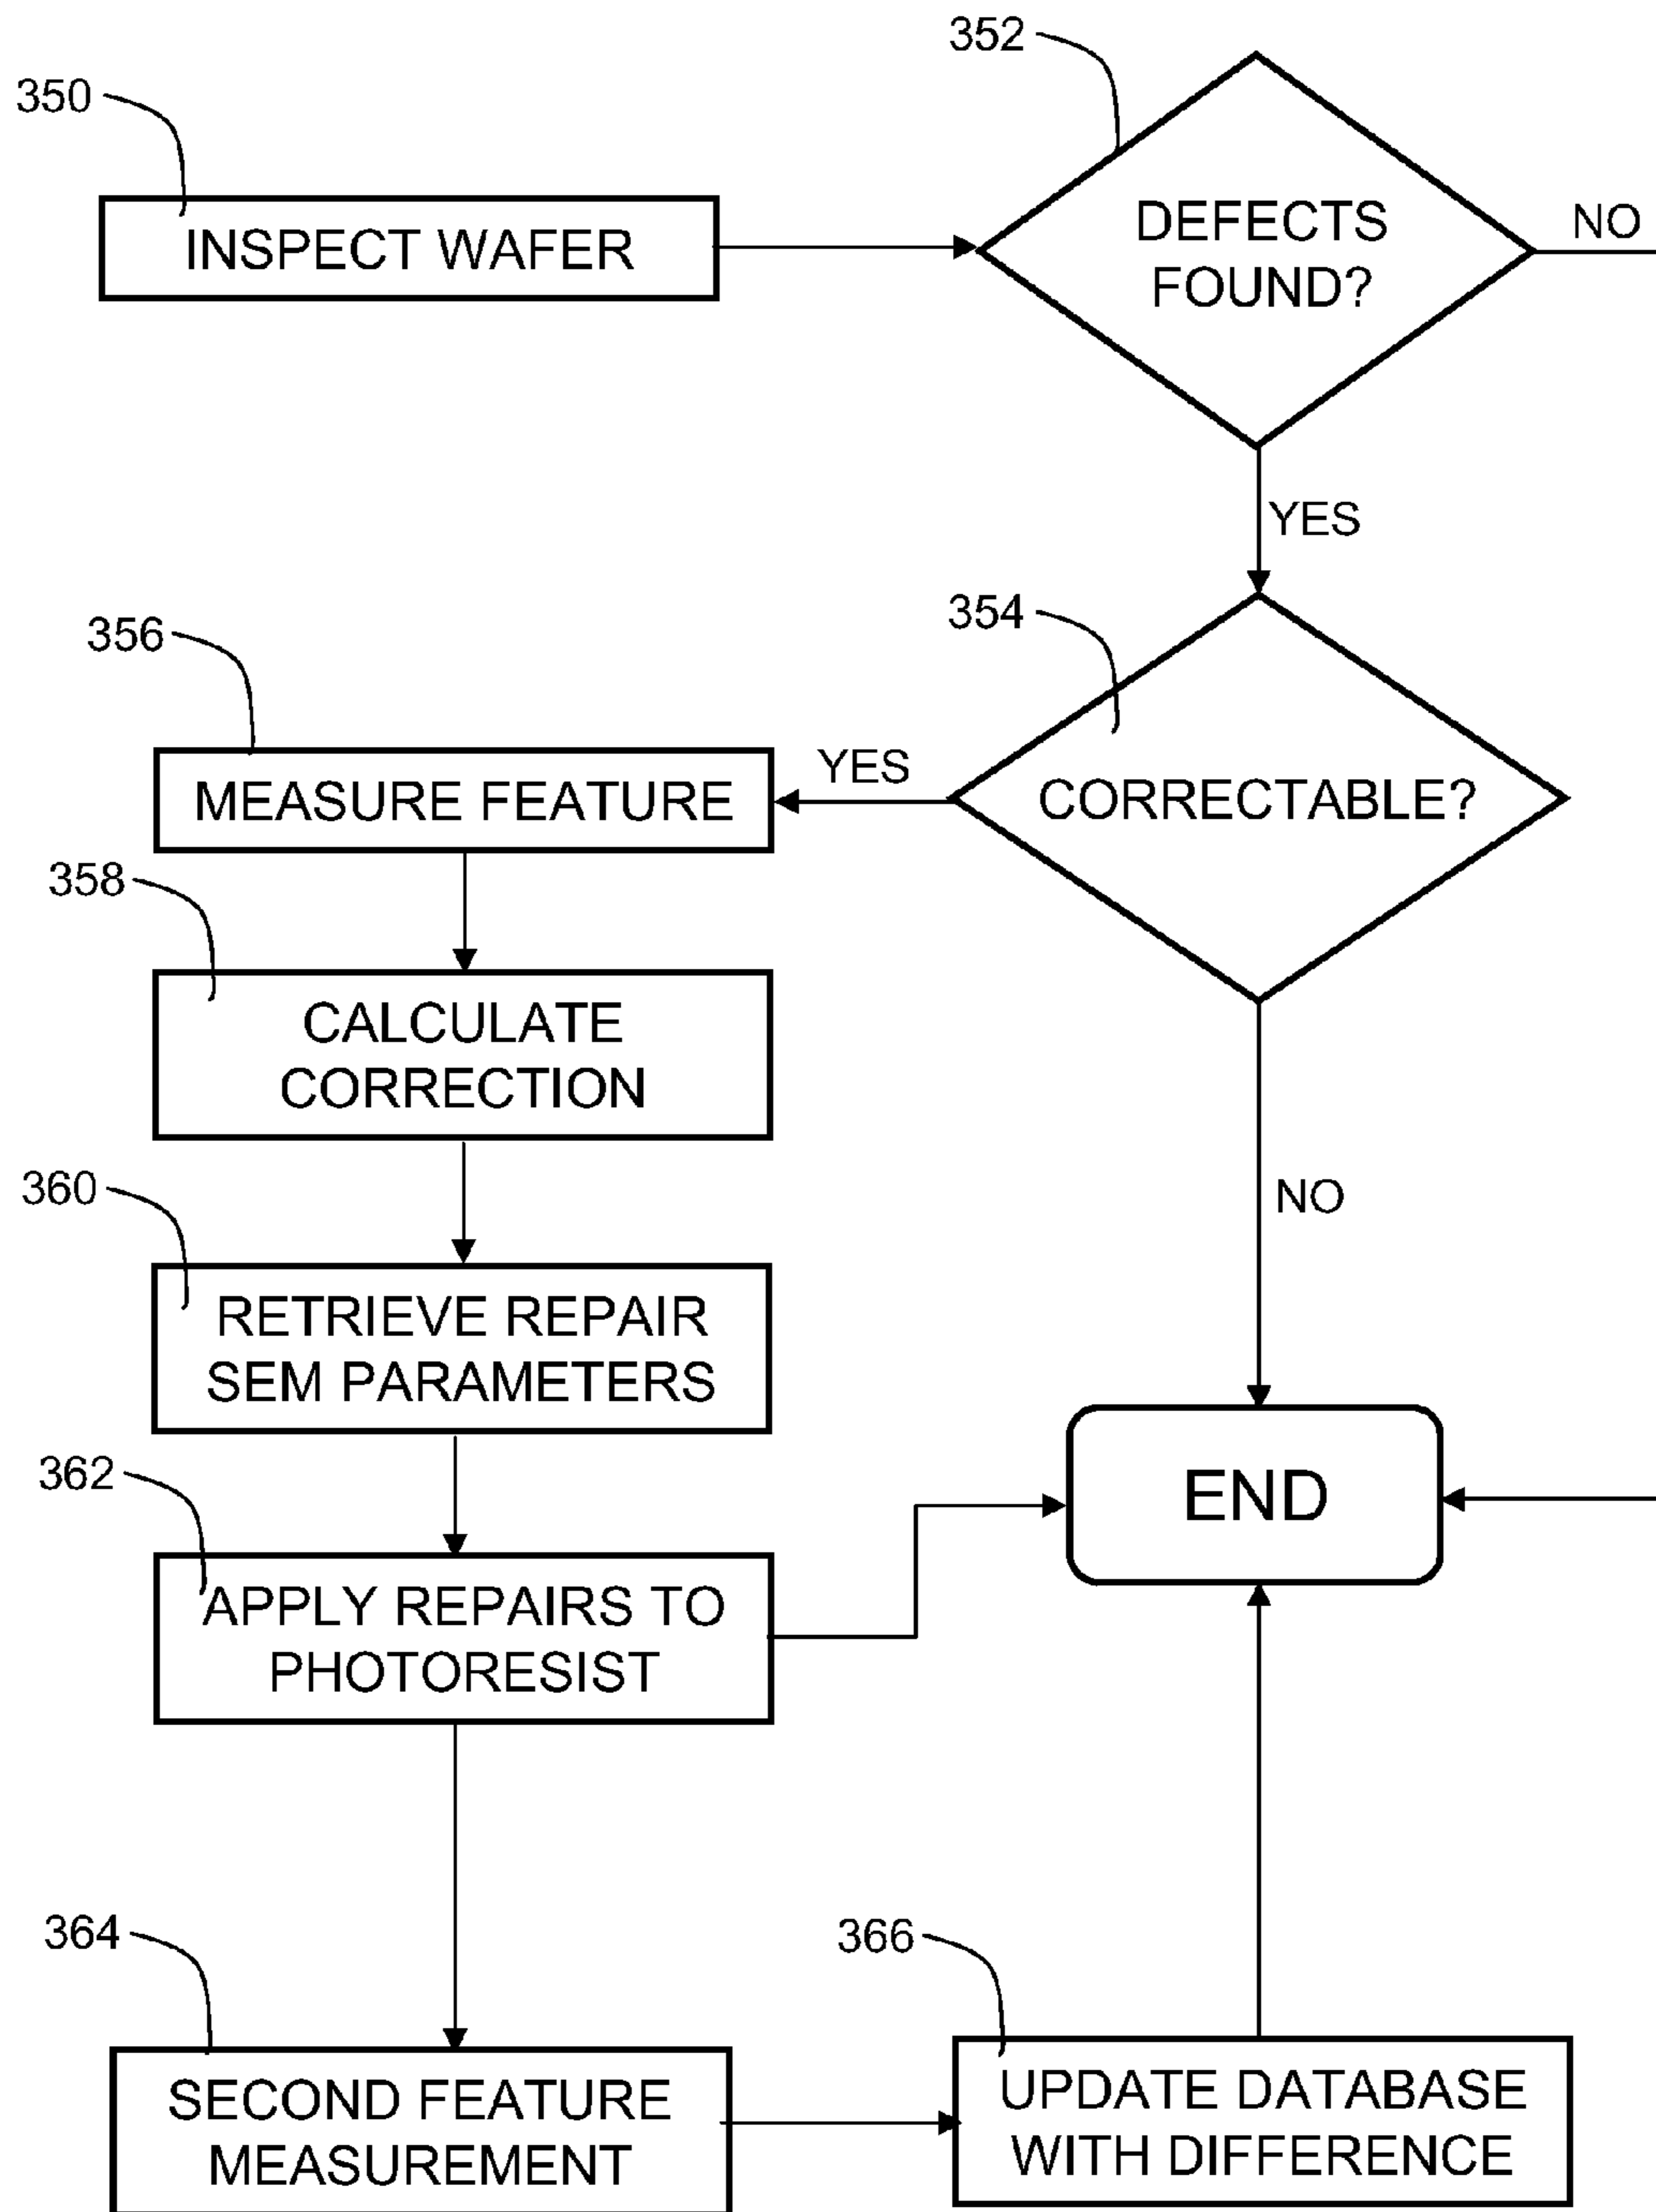 352
350
DEFECTS
FOUND?
NO
INSPECT WAFER
YES
354
356
YES
MEASURE FEATURE
CORRECTABLE?
358
CALCULATE
CORRECTION
NO
360
RETRIEVE REPAIR
SEM PARAMETERS
END
362
APPLY REPAIRS TO
PHOTORESIST
364
366
SECOND FEATURE
MEASUREMENT
UPDATE DATABASE
WITH DIFFERENCE